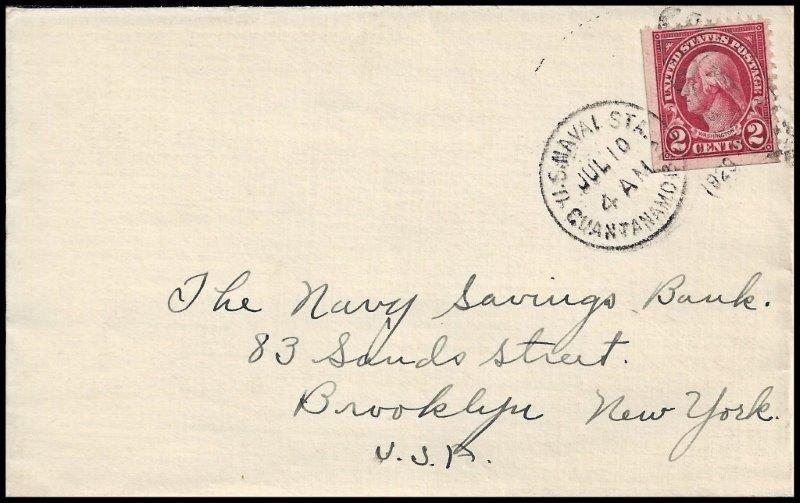 UNITED STATES POSTAGE
WASHINGTON
2 CENTS 2
U.S. NAVAL STA.
JUL 10
4 AM
GUANTANAMO
1929
The Navy Savings Bank.
83 Sands Street.
Brooklyn New York.
U.S.A.